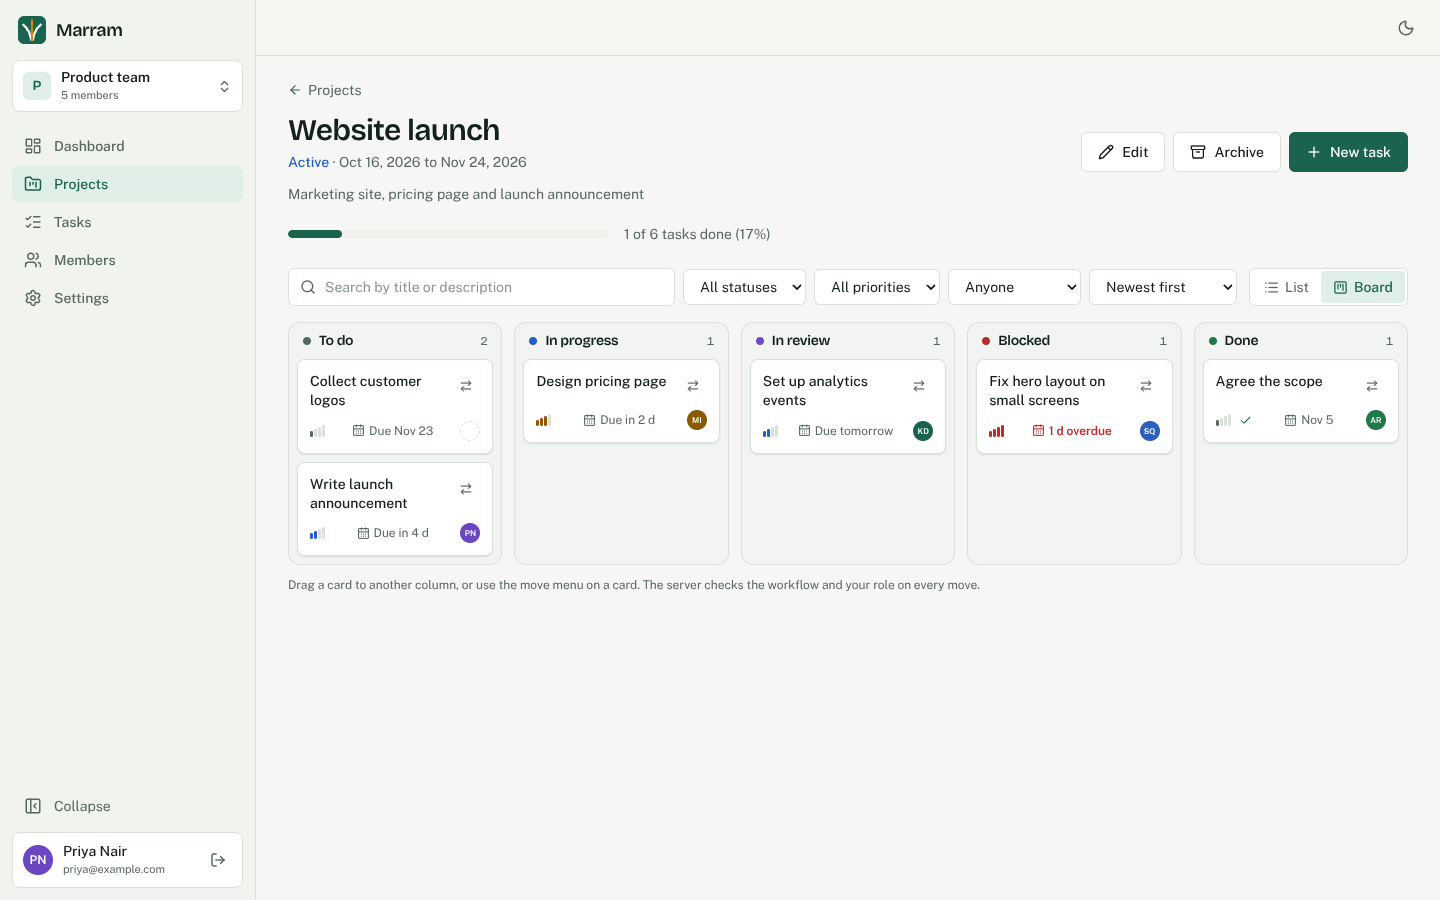 Marram
P
Product team
5 members
Dashboard
Projects
Tasks
Members
Settings
Collapse
PN
Priya Nair
priya@example.com
Projects
Website launch
Active · Oct 16, 2026 to Nov 24, 2026
Marketing site, pricing page and launch announcement
1 of 6 tasks done (17%)
Edit
Archive
New task
Search by title or description
All statuses
All priorities
Anyone
Newest first
List
Board
To do 2
Collect customer
logos
Due Nov 23
Write launch
announcement
Due in 4 d
PN
In progress 1
Design pricing page
Due in 2 d
MI
In review 1
Set up analytics
events
Due tomorrow
KD
Blocked 1
Fix hero layout on
small screens
1 d overdue
SQ
Done 1
Agree the scope
Nov 5
AR
Drag a card to another column, or use the move menu on a card. The server checks the workflow and your role on every move.